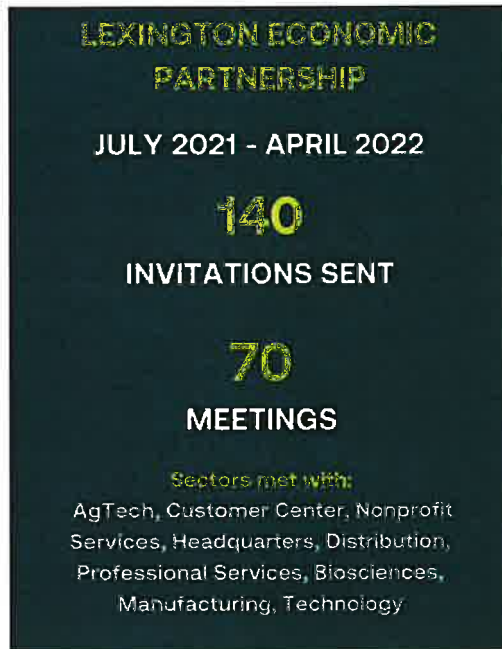 LEXINGTON ECONOMIC
PARTNERSHIP
JULY 2021 - APRIL 2022
140
INVITATIONS SENT
70
MEETINGS
Sectors met with:
AgTech, Customer Center, Nonprofit
Services, Headquarters, Distribution,
Professional Services, Biosciences,
Manufacturing, Technology